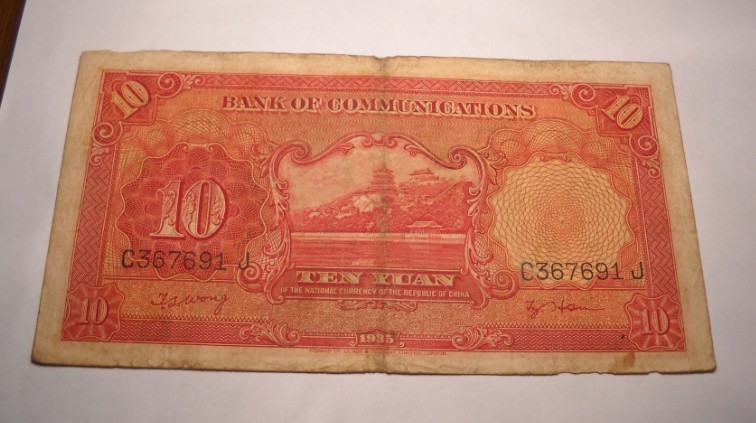 10 10
BANK OF COMMUNICATIONS
10
C367691 J C367691 J
TEN YUAN
OF THE NATIONAL CURRENCY OF THE REPUBLIC OF CHINA
T S Wong
10 10
1935